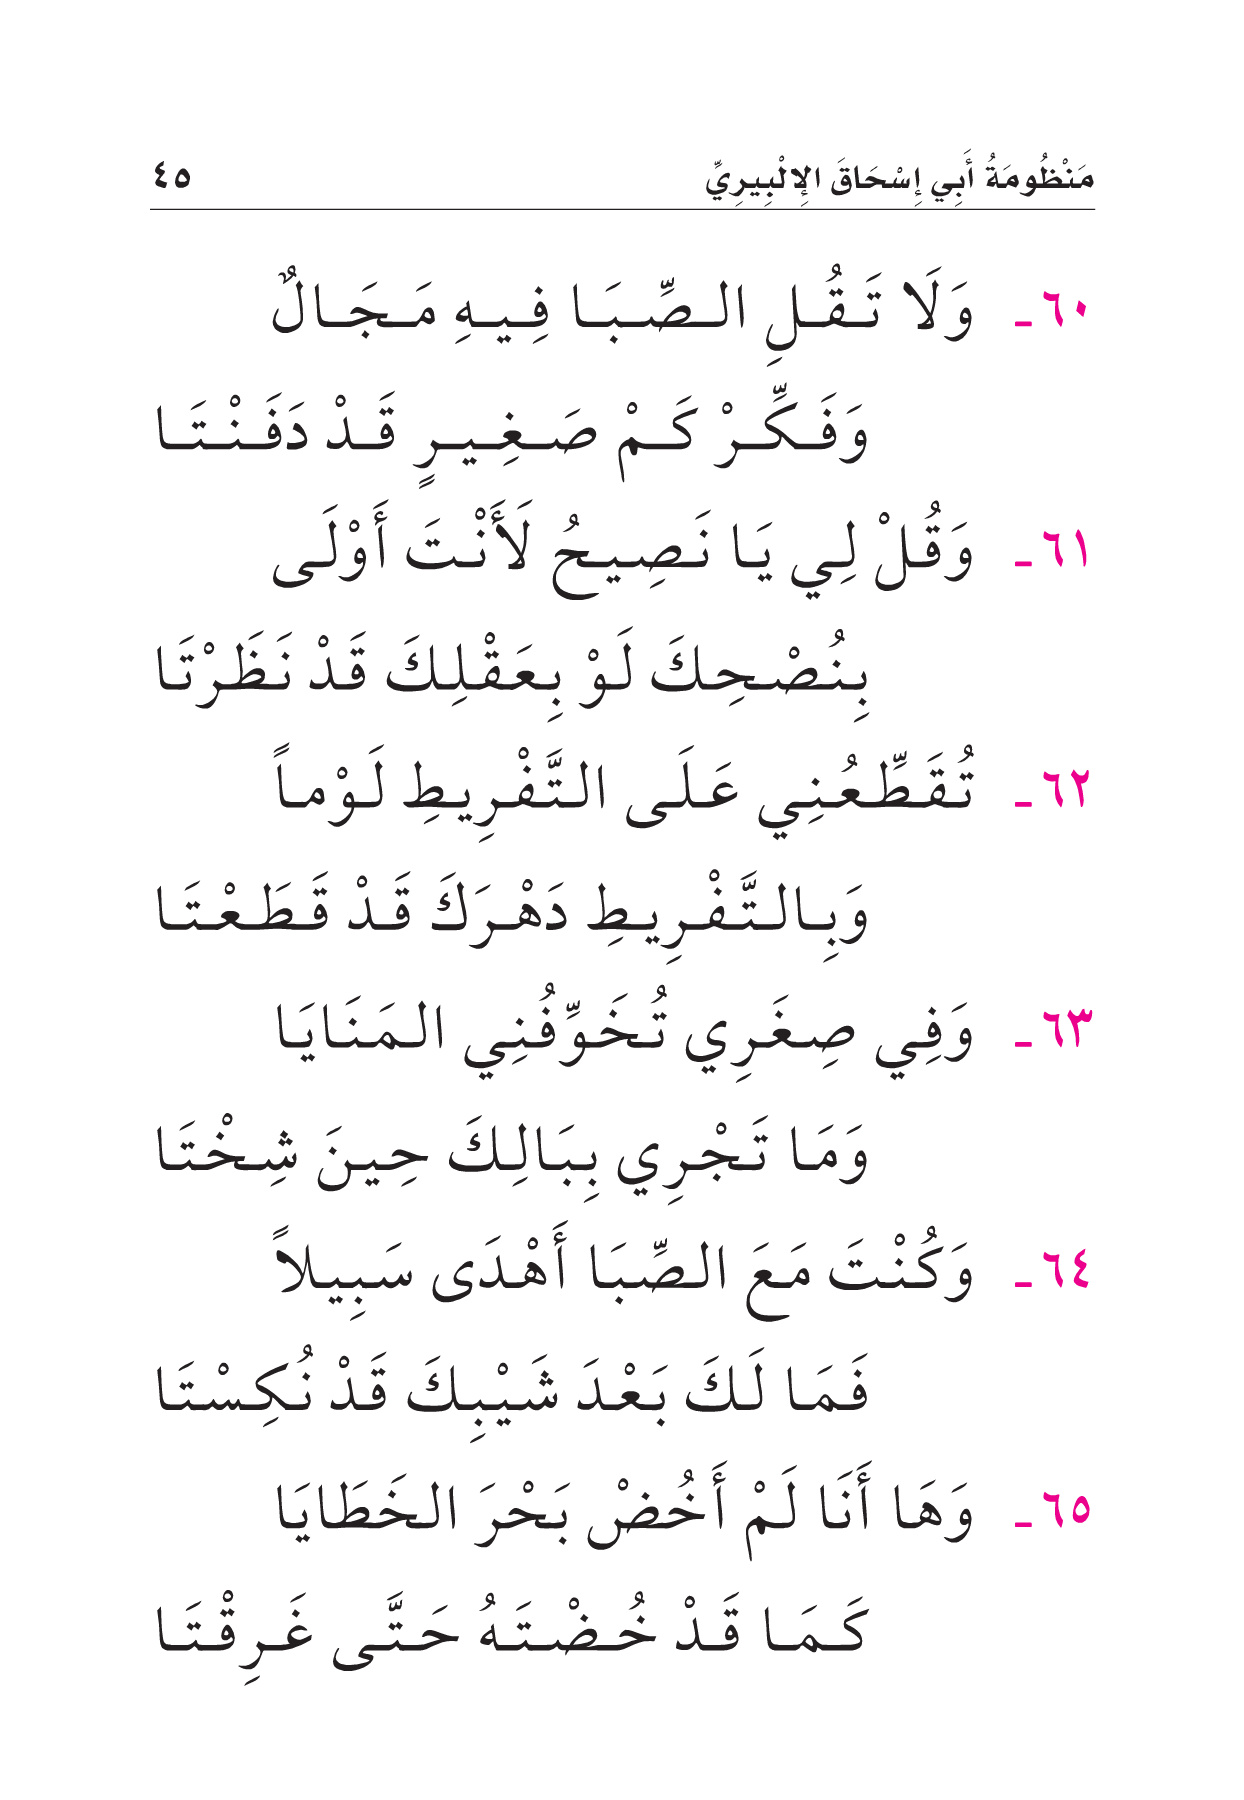 مَنْظُومَةُ أَبِي إِسْحَاقَ الإِلْبِيرِيِّ ٤٥
٦٠- وَلَا تَقُلِ الصِّبَا فِيهِ مَجَالٌ
وَفَكِّرْ كَمْ صَغِيرٍ قَدْ دَفَنْتَا
٦١- وَقُلْ لِي يَا نَصِيحُ لَأَنْتَ أَوْلَى
بِنُصْحِكَ لَوْ بِعَقْلِكَ قَدْ نَظَرْتَا
٦٢- تُقَطِّعُنِي عَلَى التَّفْرِيطِ لَوْماً
وَبِالتَّفْرِيطِ دَهْرَكَ قَدْ قَطَعْتَا
٦٣- وَفِي صِغَرِي تُخَوِّفُنِي المَنَايَا
وَمَا تَجْرِي بِبَالِكَ حِينَ شِخْتَا
٦٤- وَكُنْتَ مَعَ الصِّبَا أَهْدَى سَبِيلاً
فَمَا لَكَ بَعْدَ شَيْبِكَ قَدْ نُكِسْتَا
٦٥- وَهَا أَنَا لَمْ أَخُضْ بَحْرَ الخَطَايَا
كَمَا قَدْ خُضْتَهُ حَتَّى غَرِقْتَا